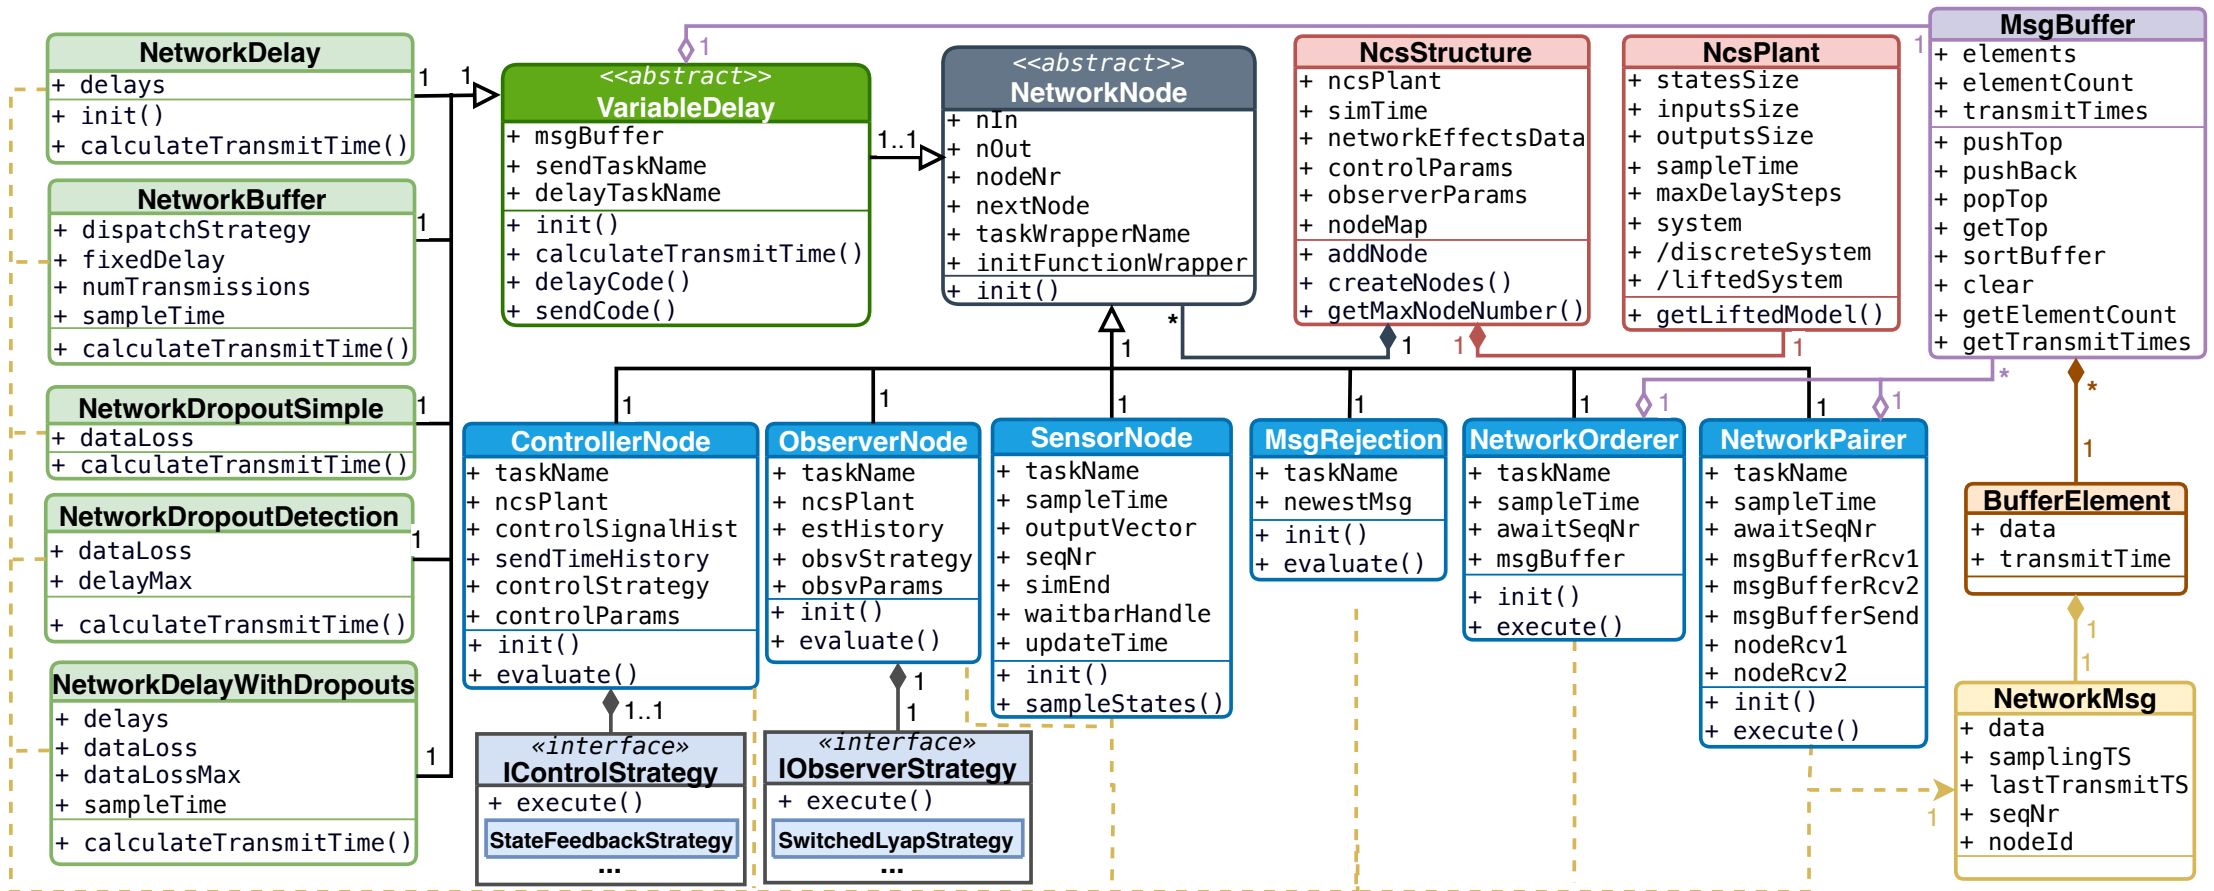 NetworkDelay
+ delays
+ init()
+ calculateTransmitTime()
1
1
NetworkBuffer
+ dispatchStrategy
+ fixedDelay
+ numTransmissions
+ sampleTime
+ calculateTransmitTime()
1
NetworkDropoutSimple
+ dataLoss
+ calculateTransmitTime()
1
NetworkDropoutDetection
+ dataLoss
+ delayMax
+ calculateTransmitTime()
1
NetworkDelayWithDropouts
+ delays
+ dataLoss
+ dataLossMax
+ sampleTime
+ calculateTransmitTime()
1
1
<<abstract>>
VariableDelay
+ msgBuffer
+ sendTaskName
+ delayTaskName
+ init()
+ calculateTransmitTime()
+ delayCode()
+ sendCode()
1..1
<<abstract>>
NetworkNode
+ nIn
+ nOut
+ nodeNr
+ nextNode
+ taskWrapperName
+ initFunctionWrapper
+ init()
1
*
NcsStructure
+ ncsPlant
+ simTime
+ networkEffectsData
+ controlParams
+ observerParams
+ nodeMap
+ addNode
+ createNodes()
+ getMaxNodeNumber()
1
1
NcsPlant
+ statesSize
+ inputsSize
+ outputsSize
+ sampleTime
+ maxDelaySteps
+ system
+ /discreteSystem
+ /liftedSystem
+ getLiftedModel()
1
1
MsgBuffer
+ elements
+ elementCount
+ transmitTimes
+ pushTop
+ pushBack
+ popTop
+ getTop
+ sortBuffer
+ clear
+ getElementCount
+ getTransmitTimes
*
*
1
1
1
1
1
1
1
1
1
ControllerNode
+ taskName
+ ncsPlant
+ controlSignalHist
+ sendTimeHistory
+ controlStrategy
+ controlParams
+ init()
+ evaluate()
1..1
«interface»
IControlStrategy
+ execute()
StateFeedbackStrategy
...
ObserverNode
+ taskName
+ ncsPlant
+ estHistory
+ obsvStrategy
+ obsvParams
+ init()
+ evaluate()
1
1
«interface»
IObserverStrategy
+ execute()
SwitchedLyapStrategy
...
SensorNode
+ taskName
+ sampleTime
+ outputVector
+ seqNr
+ simEnd
+ waitbarHandle
+ updateTime
+ init()
+ sampleStates()
MsgRejection
+ taskName
+ newestMsg
+ init()
+ evaluate()
NetworkOrderer
+ taskName
+ sampleTime
+ awaitSeqNr
+ msgBuffer
+ init()
+ execute()
NetworkPairer
+ taskName
+ sampleTime
+ awaitSeqNr
+ msgBufferRcv1
+ msgBufferRcv2
+ msgBufferSend
+ nodeRcv1
+ nodeRcv2
+ init()
+ execute()
BufferElement
+ data
+ transmitTime
1
1
NetworkMsg
+ data
+ samplingTS
+ lastTransmitTS
+ seqNr
+ nodeId
1